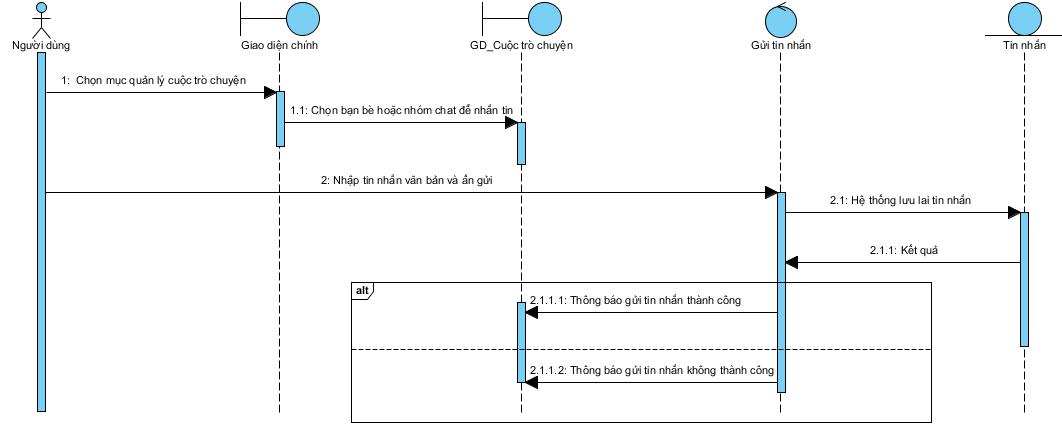 Người dùng
Giao diện chính
GD_Cuộc trò chuyện
Gửi tin nhắn
Tin nhắn
1: Chọn mục quản lý cuộc trò chuyện
1.1: Chọn bạn bè hoặc nhóm chat để nhắn tin
2: Nhập tin nhắn văn bản và ấn gửi
2.1: Hệ thống lưu lai tin nhắn
2.1.1: Kết quả
alt
2.1.1.1: Thông báo gửi tin nhắn thành công
2.1.1.2: Thông báo gửi tin nhắn không thành công